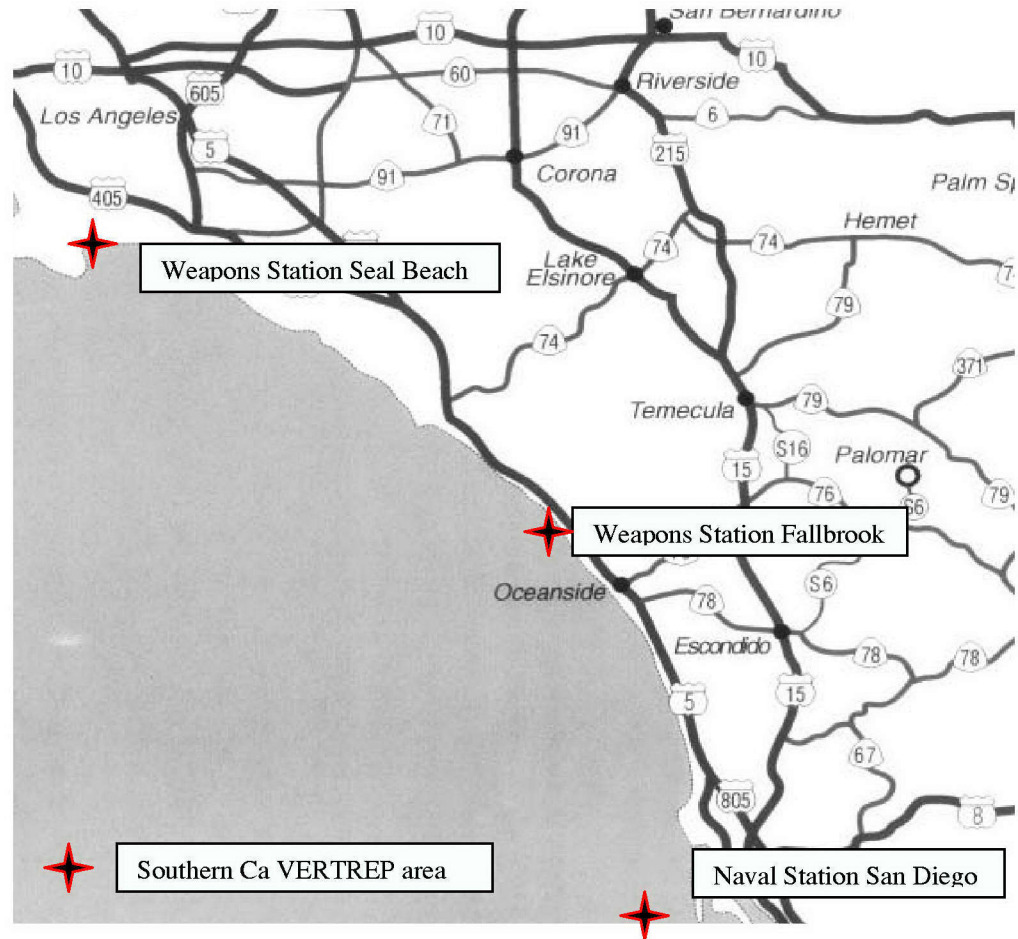 San Bernardino
10
10
10
60
Riverside
605
Los Angeles
71
6
5
91
215
91
Corona
Palm Sp
405
Hemet
74
74
Weapons Station Seal Beach
Lake
Elsinore
79
74
371
Temecula
79
S16
Palomar
15
76
79
S6
Weapons Station Fallbrook
S6
Oceanside
78
Escondido
78
78
5
15
67
805
8
Southern Ca VERTREP area
Naval Station San Diego